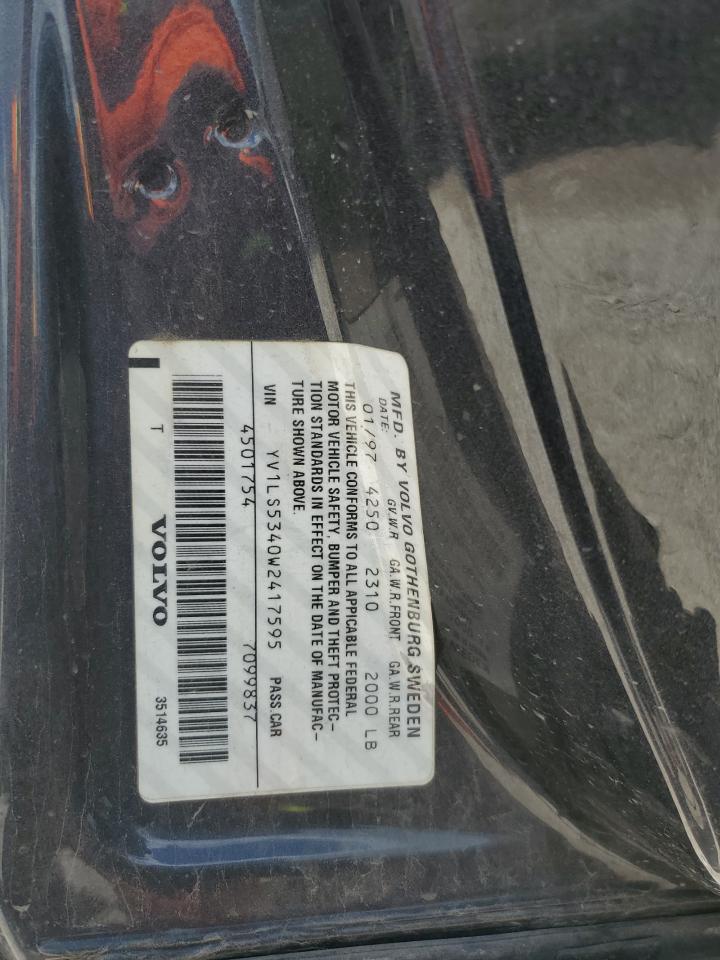 MFD. BY VOLVO GOTHENBURG SWEDEN
DATE: GV.W.R GA.W.R.FRONT GA.W.R.REAR
01/97 4250 2310 2000 LB
THIS VEHICLE CONFORMS TO ALL APPICABLE FEDERAL
MOTOR VEHICLE SAFETY, BUMPER AND THEFT PROTEC-
TION STANDARDS IN EFFECT ON THE DATE OF MANUFAC-
TURE SHOWN ABOVE.
VIN YV1LS5340W2417595 PASS.CAR
4501754 7099837
T VOLVO 3514635